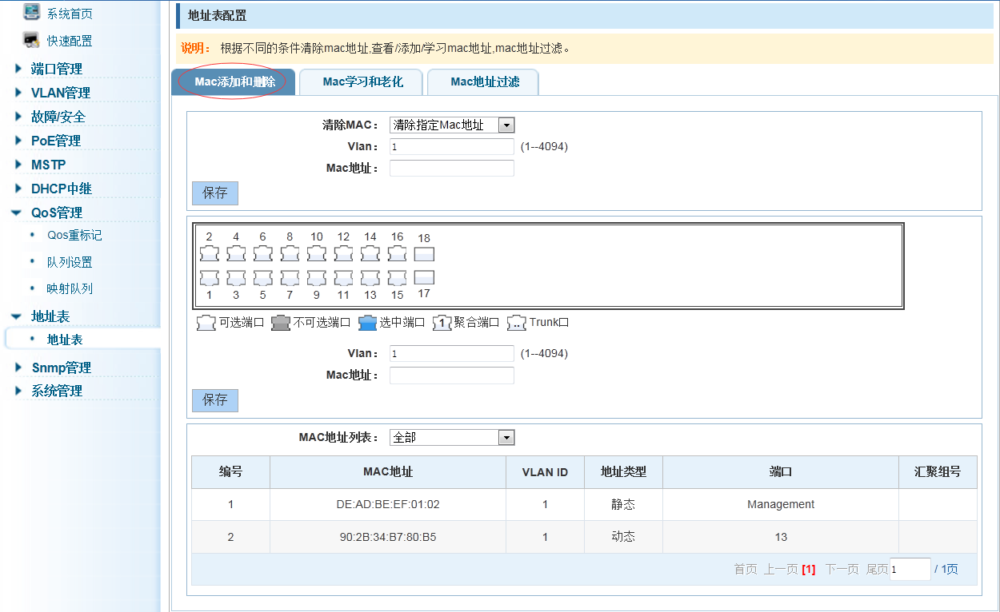 系统首页
快速配置
端口管理
VLAN管理
故障/安全
PoE管理
MSTP
DHCP中继
QoS管理
Qos重标记
队列设置
映射队列
地址表
地址表
Snmp管理
系统管理
地址表配置
说明： 根据不同的条件清除mac地址,查看/添加/学习mac地址,mac地址过滤。
Mac添加和删除 Mac学习和老化 Mac地址过滤
清除MAC： 清除指定Mac地址
Vlan： 1 (1--4094)
Mac地址：
保存
2 4 6 8 10 12 14 16 18
1 3 5 7 9 11 13 15 17
可选端口 不可选端口 选中端口 1 聚合端口 .. Trunk口
Vlan： 1 (1--4094)
Mac地址：
保存
MAC地址列表： 全部
编号 MAC地址 VLAN ID 地址类型 端口 汇聚组号
1 DE:AD:BE:EF:01:02 1 静态 Management
2 90:2B:34:B7:80:B5 1 动态 13
首页 上一页 [1] 下一页 尾页 1 / 1页